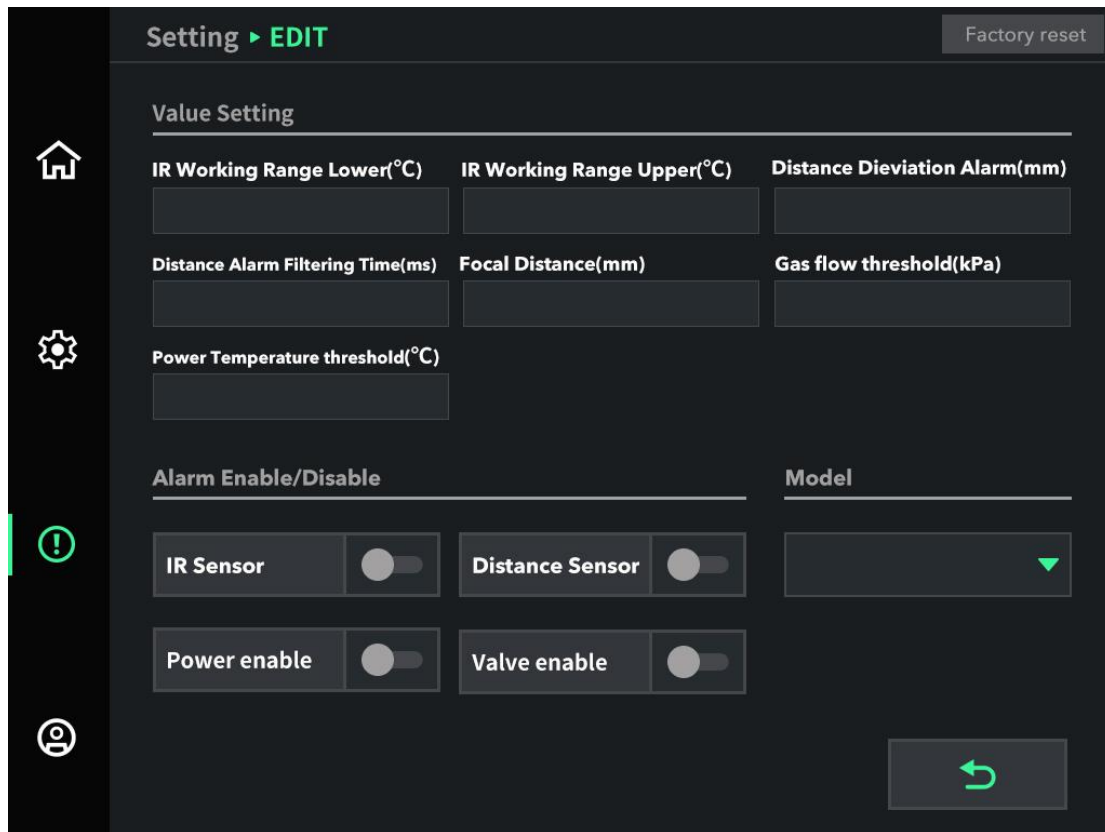 Setting ▸ EDIT
Factory reset
Value Setting
IR Working Range Lower(℃)
IR Working Range Upper(℃)
Distance Dieviation Alarm(mm)
Distance Alarm Filtering Time(ms)
Focal Distance(mm)
Gas flow threshold(kPa)
Power Temperature threshold(℃)
Alarm Enable/Disable
Model
IR Sensor
Distance Sensor
Power enable
Valve enable